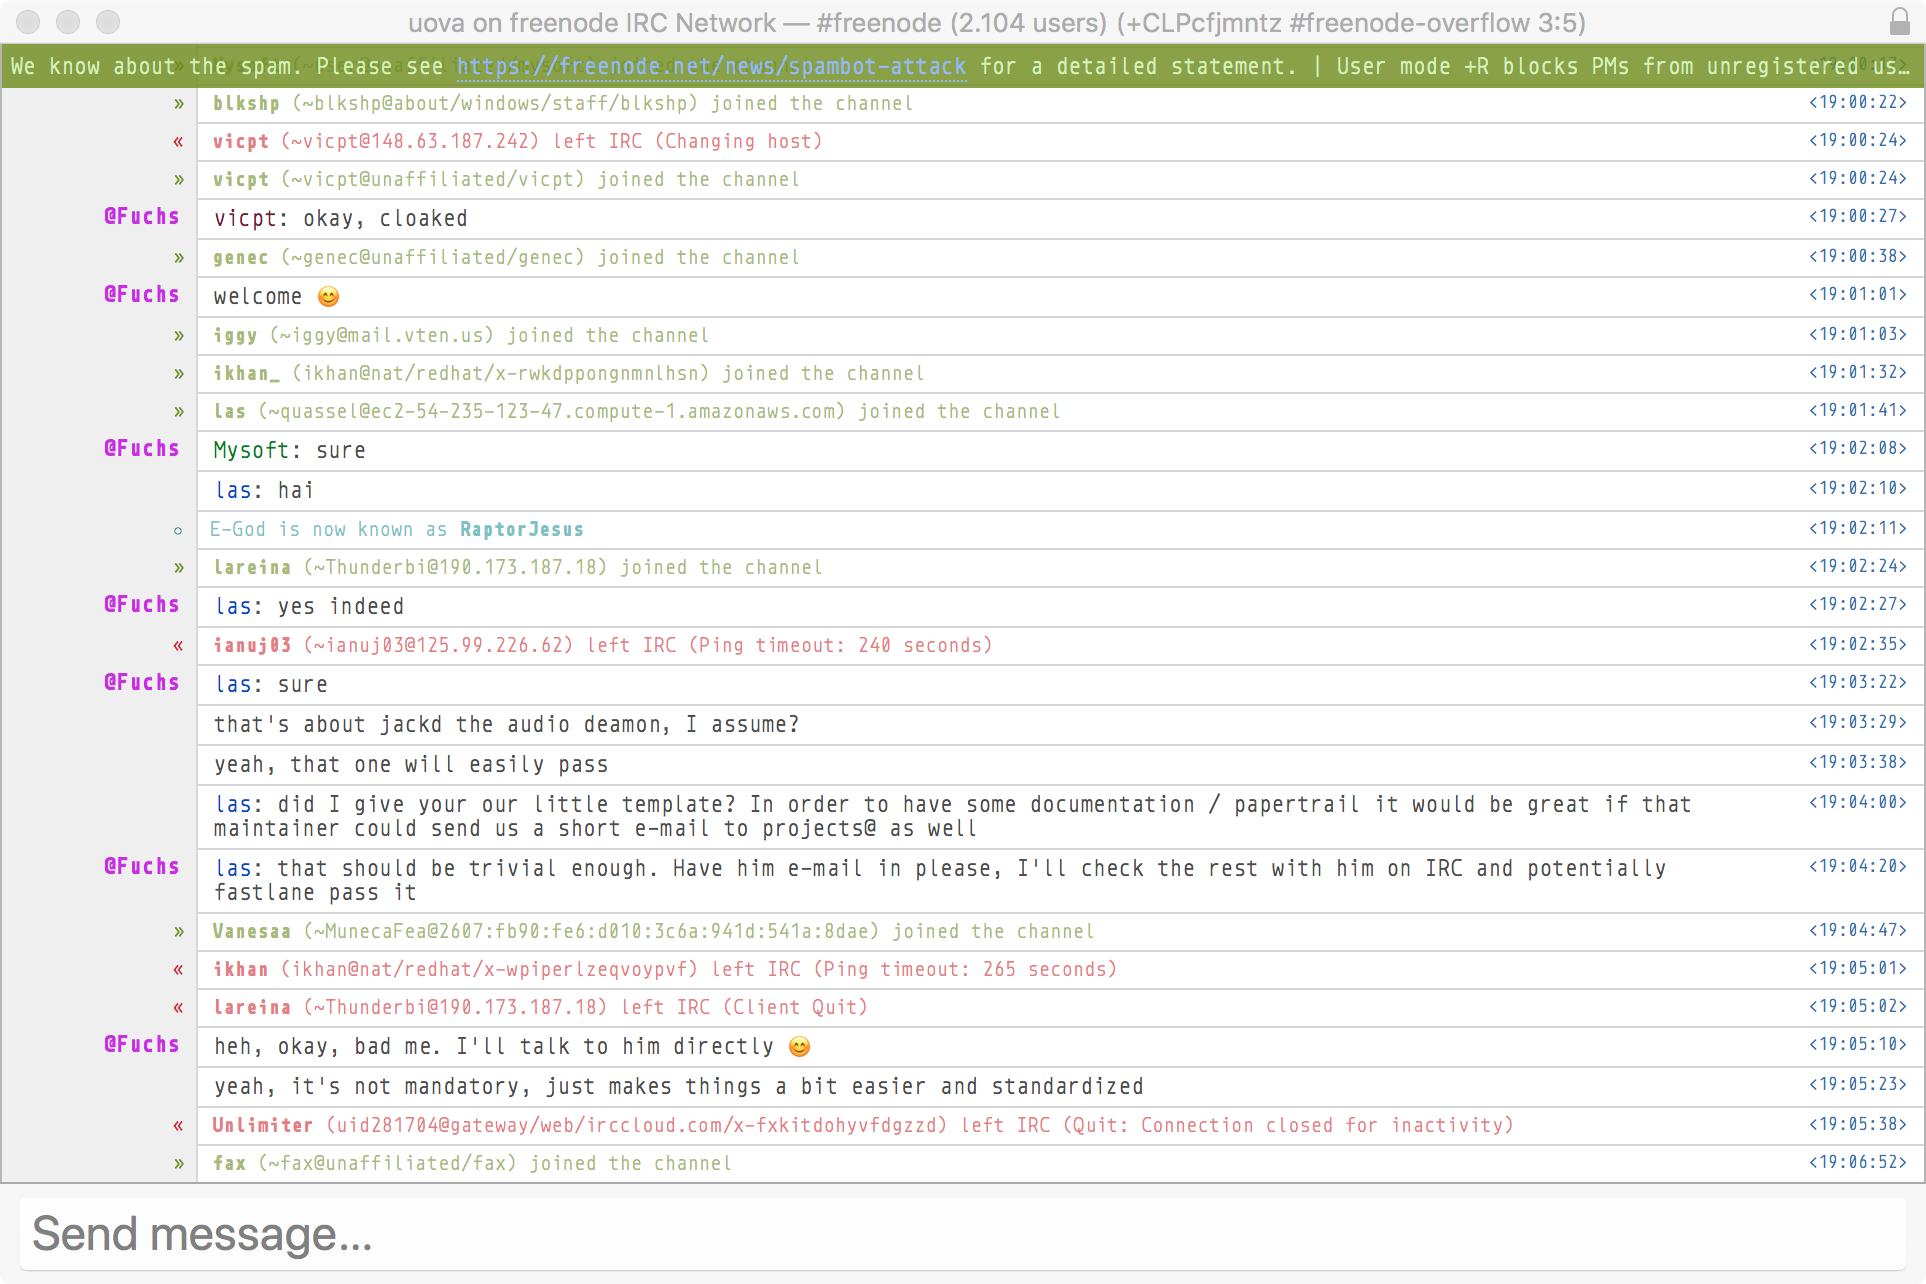 uova on freenode IRC Network — #freenode (2.104 users) (+CLPcfjmntz #freenode-overflow 3:5)
We know about the spam. Please see https://freenode.net/news/spambot-attack for a detailed statement. | User mode +R blocks PMs from unregistered us…
» blkshp (~blkshp@about/windows/staff/blkshp) joined the channel <19:00:22>
« vicpt (~vicpt@148.63.187.242) left IRC (Changing host) <19:00:24>
» vicpt (~vicpt@unaffiliated/vicpt) joined the channel <19:00:24>
@Fuchs vicpt: okay, cloaked <19:00:27>
» genec (~genec@unaffiliated/genec) joined the channel <19:00:38>
@Fuchs welcome 😊 <19:01:01>
» iggy (~iggy@mail.vten.us) joined the channel <19:01:03>
» ikhan_ (ikhan@nat/redhat/x-rwkdppongnmnlhsn) joined the channel <19:01:32>
» las (~quassel@ec2-54-235-123-47.compute-1.amazonaws.com) joined the channel <19:01:41>
@Fuchs Mysoft: sure <19:02:08>
las: hai <19:02:10>
○ E-God is now known as RaptorJesus <19:02:11>
» lareina (~Thunderbi@190.173.187.18) joined the channel <19:02:24>
@Fuchs las: yes indeed <19:02:27>
« ianuj03 (~ianuj03@125.99.226.62) left IRC (Ping timeout: 240 seconds) <19:02:35>
@Fuchs las: sure <19:03:22>
that's about jackd the audio deamon, I assume? <19:03:29>
yeah, that one will easily pass <19:03:38>
las: did I give your our little template? In order to have some documentation / papertrail it would be great if that <19:04:00>
maintainer could send us a short e-mail to projects@ as well
@Fuchs las: that should be trivial enough. Have him e-mail in please, I'll check the rest with him on IRC and potentially <19:04:20>
fastlane pass it
» Vanesaa (~MunecaFea@2607:fb90:fe6:d010:3c6a:941d:541a:8dae) joined the channel <19:04:47>
« ikhan (ikhan@nat/redhat/x-wpiperlzeqvoypvf) left IRC (Ping timeout: 265 seconds) <19:05:01>
« lareina (~Thunderbi@190.173.187.18) left IRC (Client Quit) <19:05:02>
@Fuchs heh, okay, bad me. I'll talk to him directly 😊 <19:05:10>
yeah, it's not mandatory, just makes things a bit easier and standardized <19:05:23>
« Unlimiter (uid281704@gateway/web/irccloud.com/x-fxkitdohyvfdgzzd) left IRC (Quit: Connection closed for inactivity) <19:05:38>
» fax (~fax@unaffiliated/fax) joined the channel <19:06:52>
Send message...